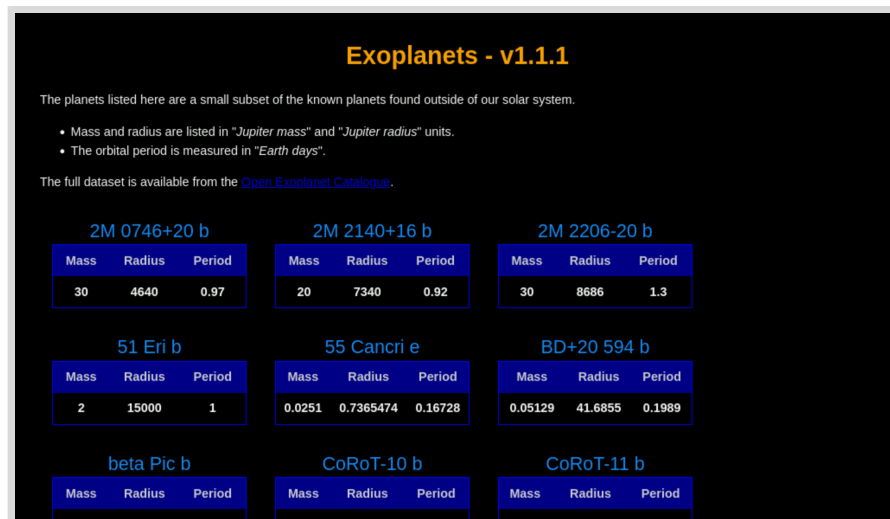 Exoplanets - v1.1.1
The planets listed here are a small subset of the known planets found outside of our solar system.
• Mass and radius are listed in "Jupiter mass" and "Jupiter radius" units.
• The orbital period is measured in "Earth days".
The full dataset is available from the Open Exoplanet Catalogue.
2M 0746+20 b 2M 2140+16 b 2M 2206-20 b
Mass Radius Period Mass Radius Period Mass Radius Period
30 4640 0.97 20 7340 0.92 30 8686 1.3
51 Eri b 55 Cancri e BD+20 594 b
Mass Radius Period Mass Radius Period Mass Radius Period
2 15000 1 0.0251 0.7365474 0.16728 0.05129 41.6855 0.1989
beta Pic b CoRoT-10 b CoRoT-11 b
Mass Radius Period Mass Radius Period Mass Radius Period